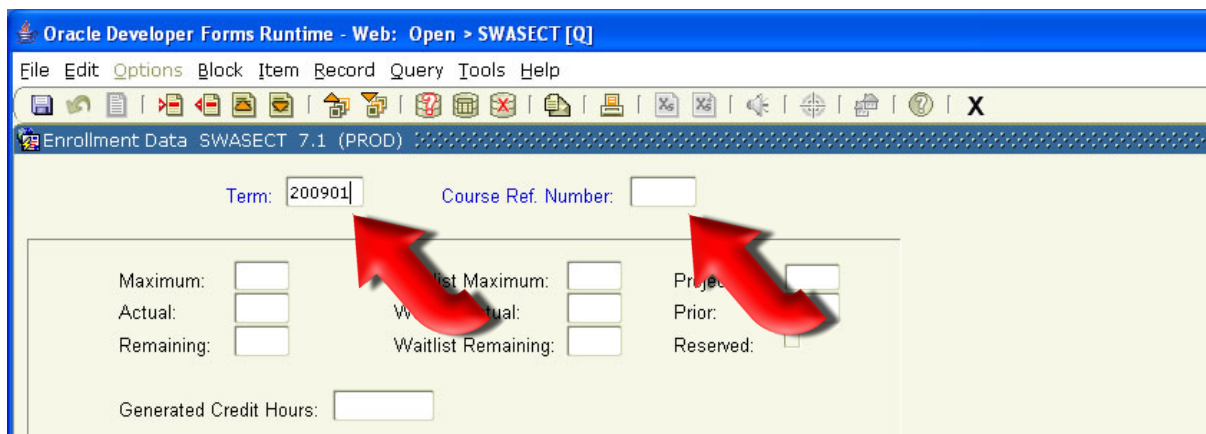 Oracle Developer Forms Runtime - Web: Open > SWASECT [Q]
File Edit Options Block Item Record Query Tools Help
X
Enrollment Data SWASECT 7.1 (PROD)
Term: 200901 Course Ref. Number:
Maximum: Maximum:
Actual: Prior:
Remaining: Waitlist Remaining: Reserved:
Generated Credit Hours: